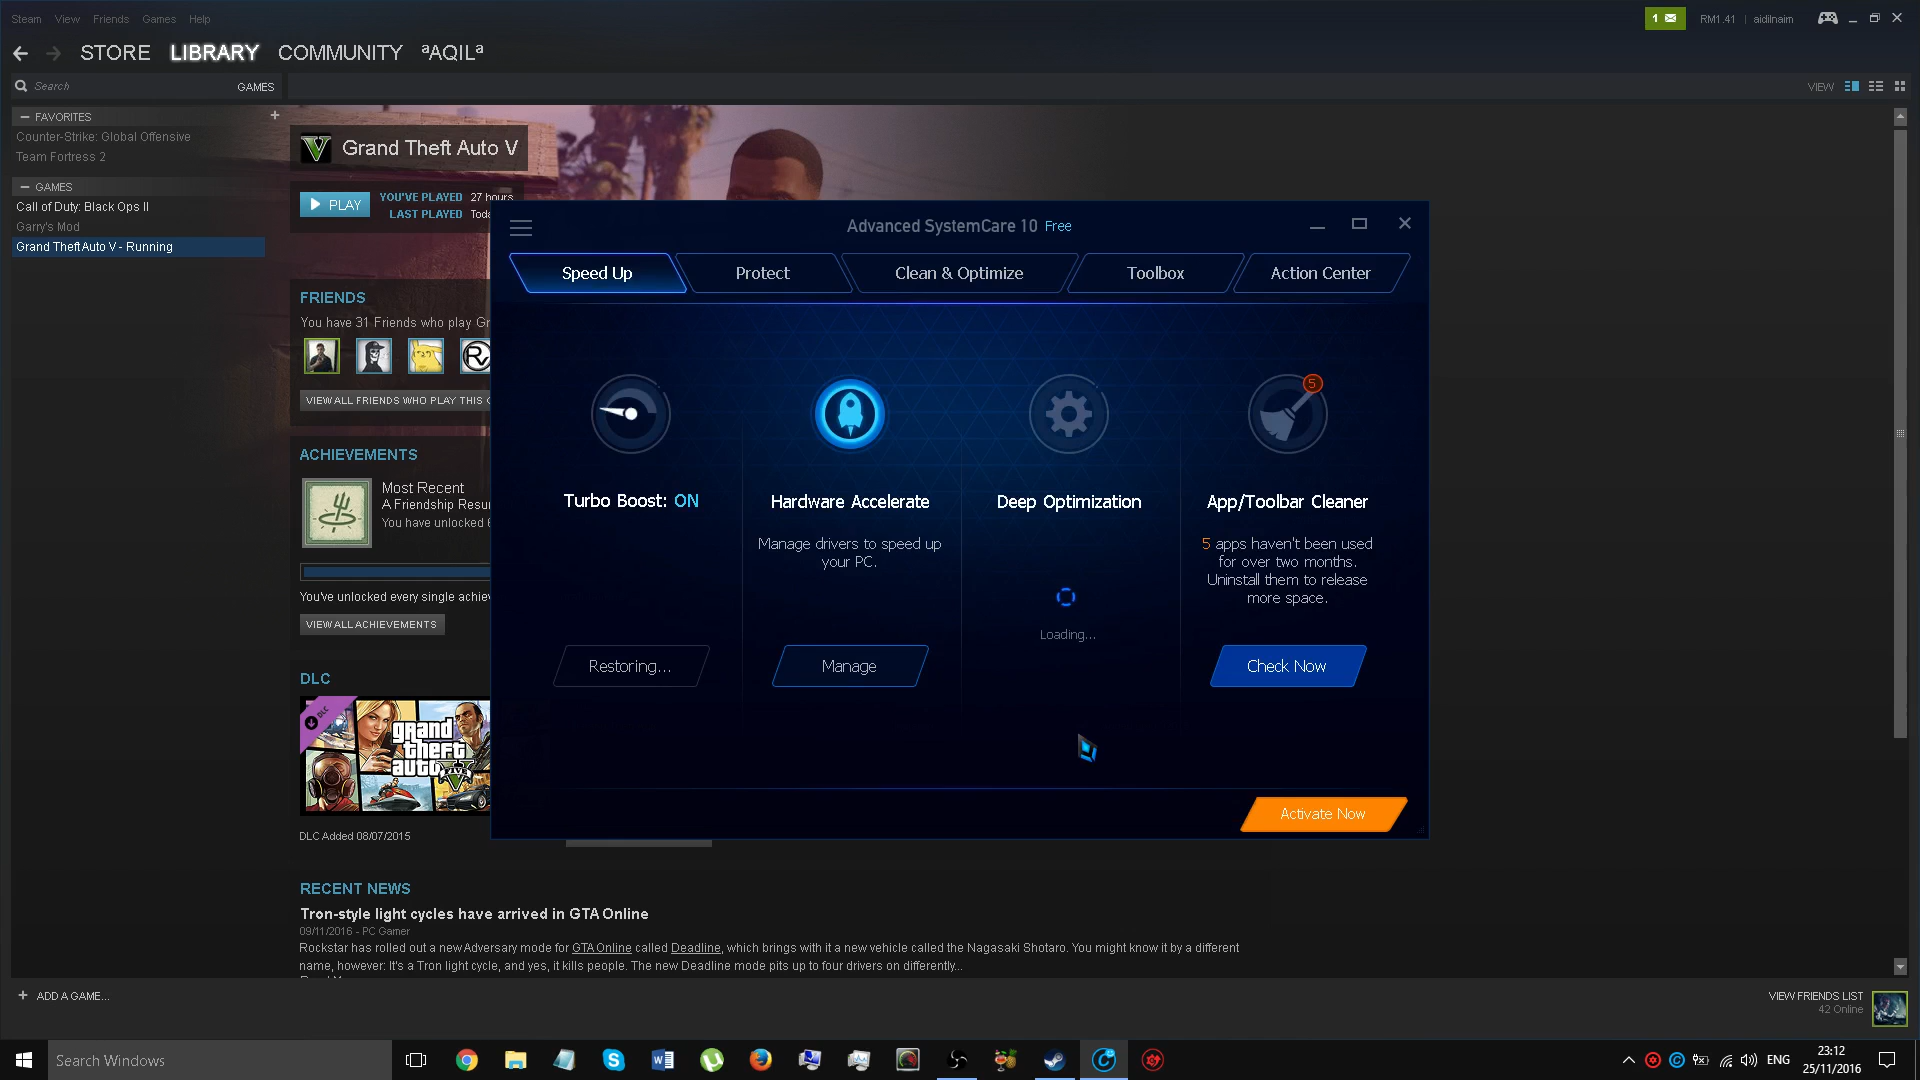 Steam View Friends Games Help
1 RM1.41 | aidilnaim
STORE LIBRARY COMMUNITY ªAQILª
Search GAMES VIEW
FAVORITES
Counter-Strike: Global Offensive
Team Fortress 2
GAMES
Call of Duty: Black Ops II
Garry's Mod
Grand Theft Auto V - Running
Grand Theft Auto V
PLAY
YOU'VE PLAYED 27 hours
LAST PLAYED
FRIENDS
You have 31 Friends who play
VIEW ALL FRIENDS WHO PLAY THIS
ACHIEVEMENTS
Most Recent
A Friendship
You have unlocked
You've unlocked every single
VIEW ALL ACHIEVEMENTS
DLC
DLC
grand
theft
auto
FIVE
DLC Added 08/07/2015
Advanced SystemCare 10 Free
Speed Up Protect Clean & Optimize Toolbox Action Center
Turbo Boost: ON
Restoring...
Hardware Accelerate
Manage drivers to speed up
your PC.
Manage
Deep Optimization
Loading...
5
App/Toolbar Cleaner
5 apps haven't been used
for over two months.
Uninstall them to release
more space.
Check Now
Activate Now
RECENT NEWS
Tron-style light cycles have arrived in GTA Online
09/11/2016 - PC Gamer
Rockstar has rolled out a new Adversary mode for GTA Online called Deadline, which brings with it a new vehicle called the Nagasaki Shotaro. You might know it by a different
name, however: It's a Tron light cycle, and yes, it kills people. The new Deadline mode pits up to four drivers on differently...
+ ADD A GAME...
VIEW FRIENDS LIST
42 Online
Search Windows
ENG
23:12
25/11/2016